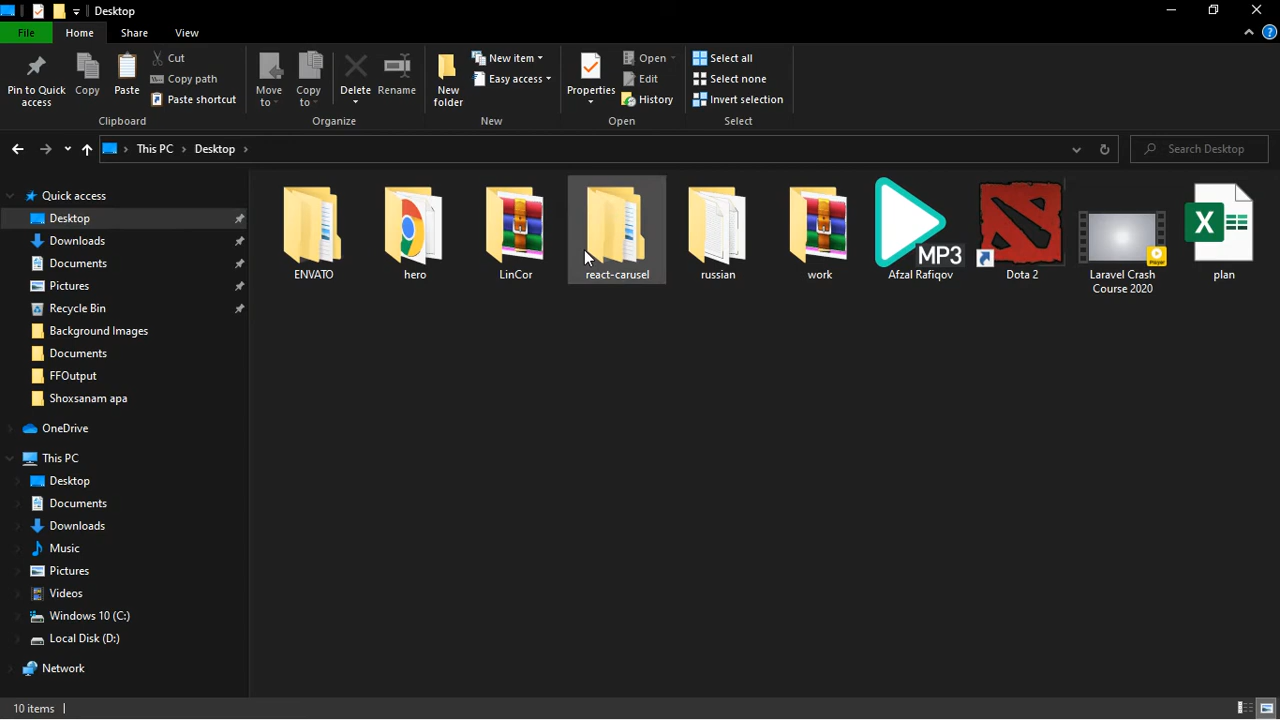 Desktop
File
Home
Share
View
Pin to Quick
access
Copy
Paste
Cut
Copy path
Paste shortcut
Clipboard
Move
to
Copy
to
Delete
Rename
Organize
New
folder
New item
Easy access
New
Properties
Open
Edit
History
Open
Select all
Select none
Invert selection
Select
This PC > Desktop >
Search Desktop
Quick access
Desktop
Downloads
Documents
Pictures
Recycle Bin
Background Images
Documents
FFOutput
Shoxsanam apa
OneDrive
This PC
Desktop
Documents
Downloads
Music
Pictures
Videos
Windows 10 (C:)
Local Disk (D:)
Network
ENVATO
hero
LinCor
react-carusel
russian
work
MP3
Afzal Rafiqov
Dota 2
Player
Laravel Crash
Course 2020
X
plan
10 items